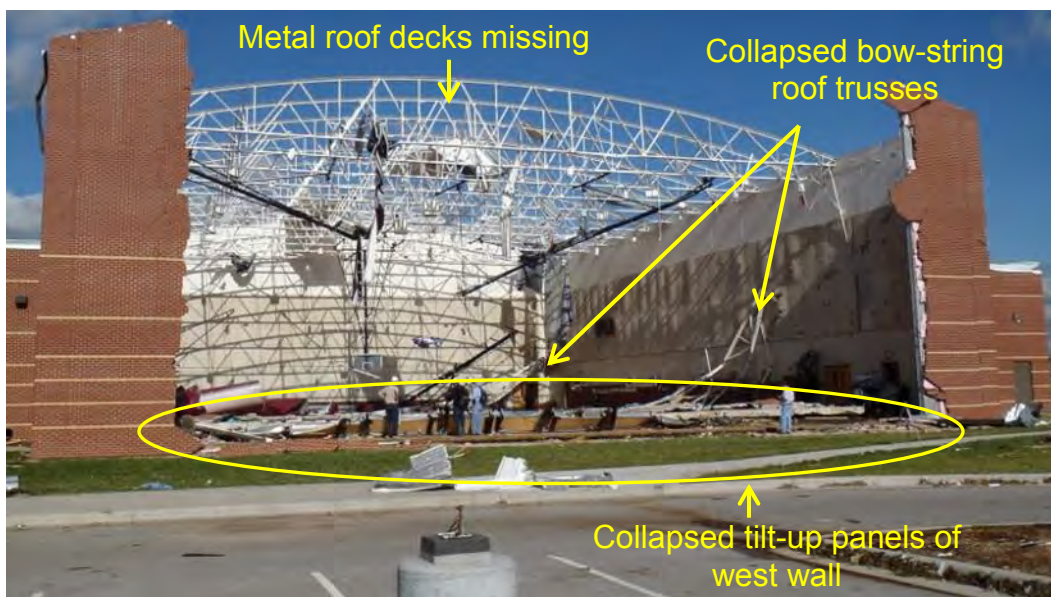 Metal roof decks missing
Collapsed bow-string
roof trusses
Collapsed tilt-up panels of
west wall